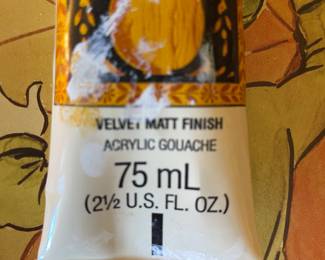 VELVET MATT FINISH
ACRYLIC GOUACHE
75 mL
(2½ U.S. FL. OZ.)